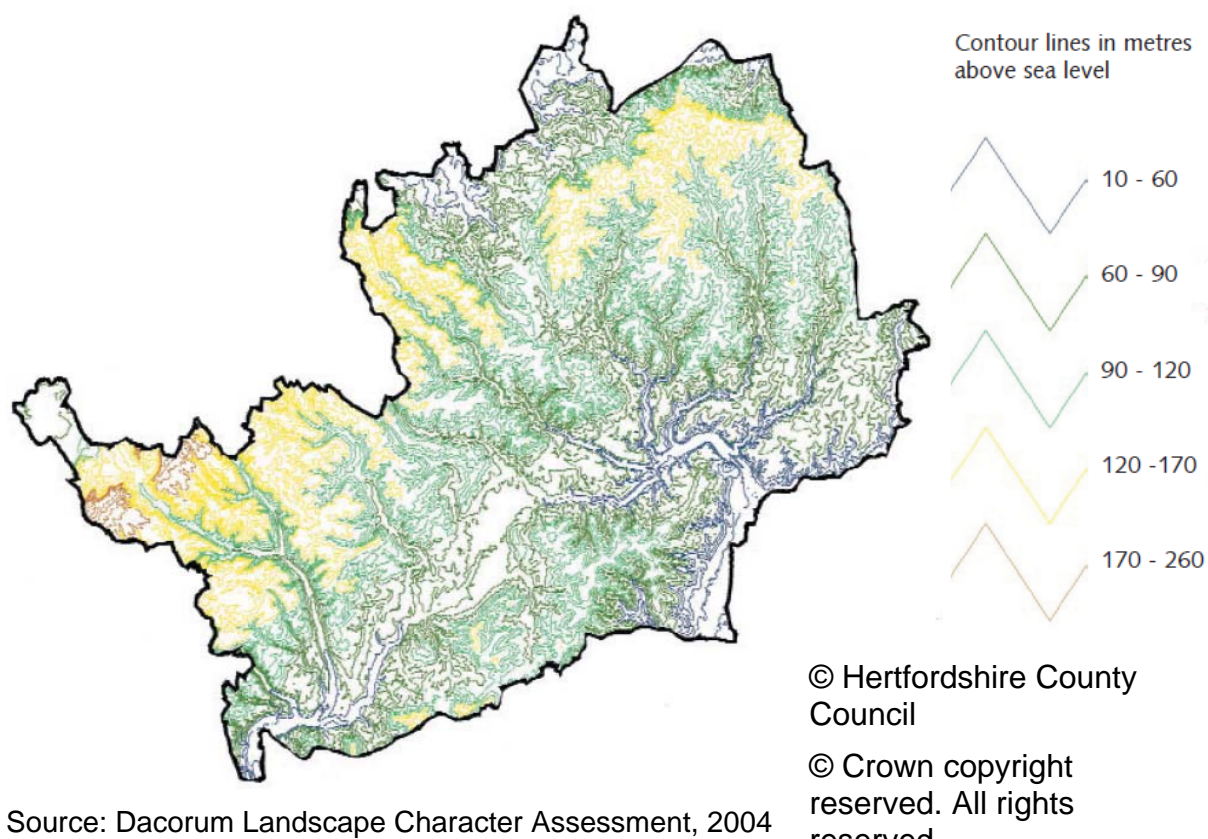 Contour lines in metres
above sea level
10 - 60
60 - 90
90 - 120
120 -170
170 - 260
© Hertfordshire County
Council
© Crown copyright
reserved. All rights
reserved
Source: Dacorum Landscape Character Assessment, 2004